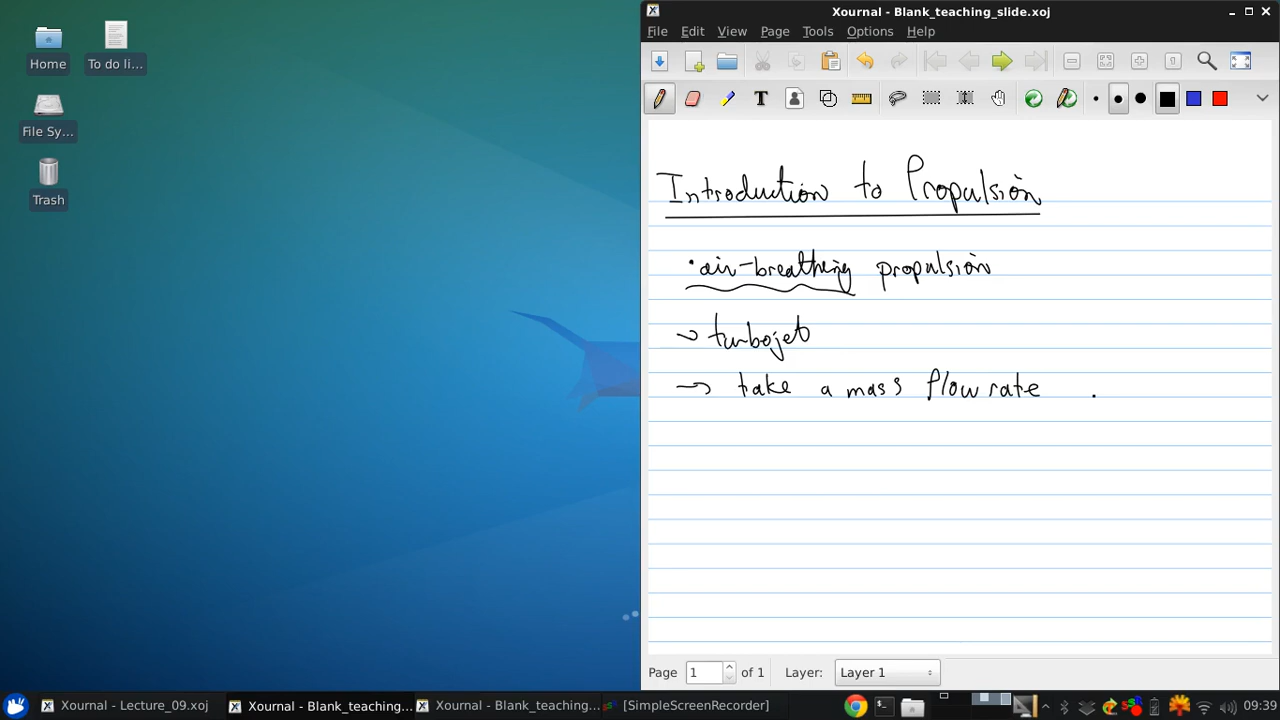 Xournal - Blank_teaching_slide.xoj
File Edit View Page Tools Options Help
Home
To do li...
File Sy...
Trash
Introduction to Propulsion
• air-breathing propulsion
→ turbojet
→ take a mass flow rate .
Page 1 of 1 Layer: Layer 1
Xournal - Lecture_09.xoj
Xournal - Blank_teaching...
Xournal - Blank_teaching...
[SimpleScreenRecorder]
09:39